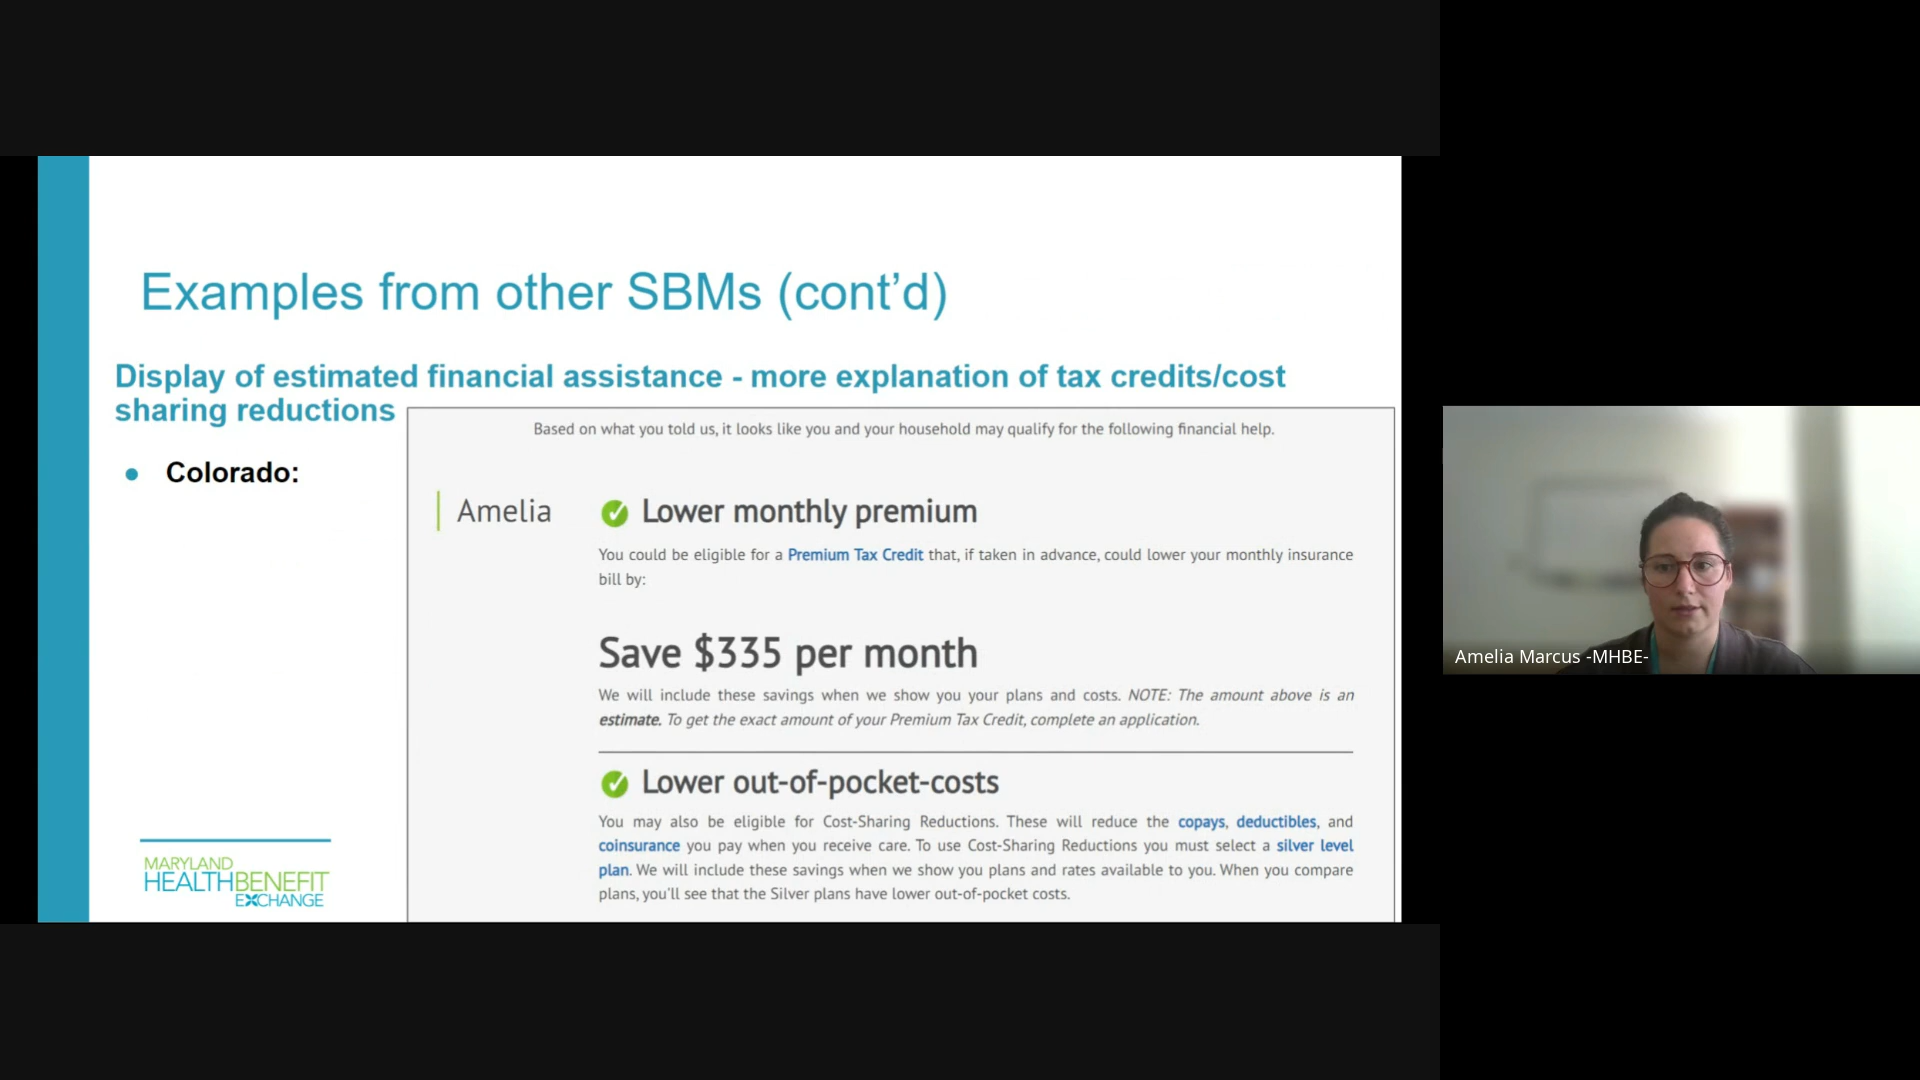 Examples from other SBMs (cont’d)
Display of estimated financial assistance - more explanation of tax credits/cost
sharing reductions
Colorado:
Based on what you told us, it looks like you and your household may qualify for the following financial help.
Amelia
Lower monthly premium
You could be eligible for a Premium Tax Credit that, if taken in advance, could lower your monthly insurance
bill by:
Save $335 per month
We will include these savings when we show you your plans and costs. NOTE: The amount above is an
estimate. To get the exact amount of your Premium Tax Credit, complete an application.
Lower out-of-pocket-costs
You may also be eligible for Cost-Sharing Reductions. These will reduce the copays, deductibles, and
coinsurance you pay when you receive care. To use Cost-Sharing Reductions you must select a silver level
plan. We will include these savings when we show you plans and rates available to you. When you compare
plans, you'll see that the Silver plans have lower out-of-pocket costs.
MARYLAND
HEALTHBENEFIT
EXCHANGE
Amelia Marcus -MHBE-